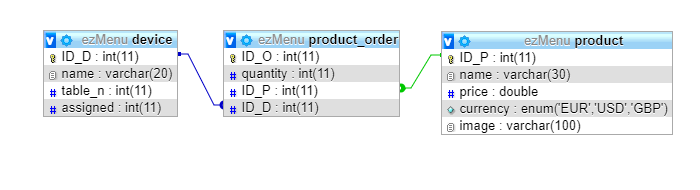 ezMenu device
ID_D : int(11)
name : varchar(20)
table_n : int(11)
assigned : int(11)
ezMenu product_order
ID_O : int(11)
quantity : int(11)
ID_P : int(11)
ID_D : int(11)
ezMenu product
ID_P : int(11)
name : varchar(30)
price : double
currency : enum('EUR','USD','GBP')
image : varchar(100)